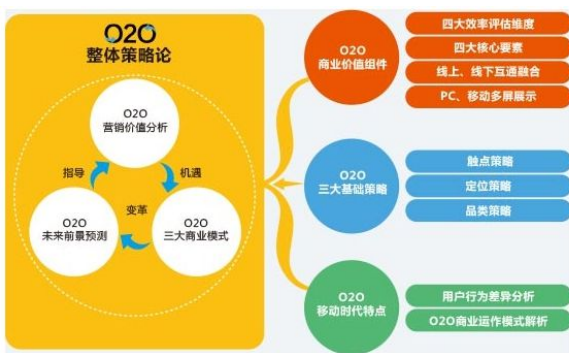 O2O
整体策略论
O2O
营销价值分析
指导
机遇
变革
O2O
未来前景预测
O2O
三大商业模式
O2O
商业价值组件
四大效率评估维度
四大核心要素
线上、线下互通融合
PC、移动多屏展示
O2O
三大基础策略
触点策略
定位策略
品类策略
O2O
移动时代特点
用户行为差异分析
O2O商业运作模式解析